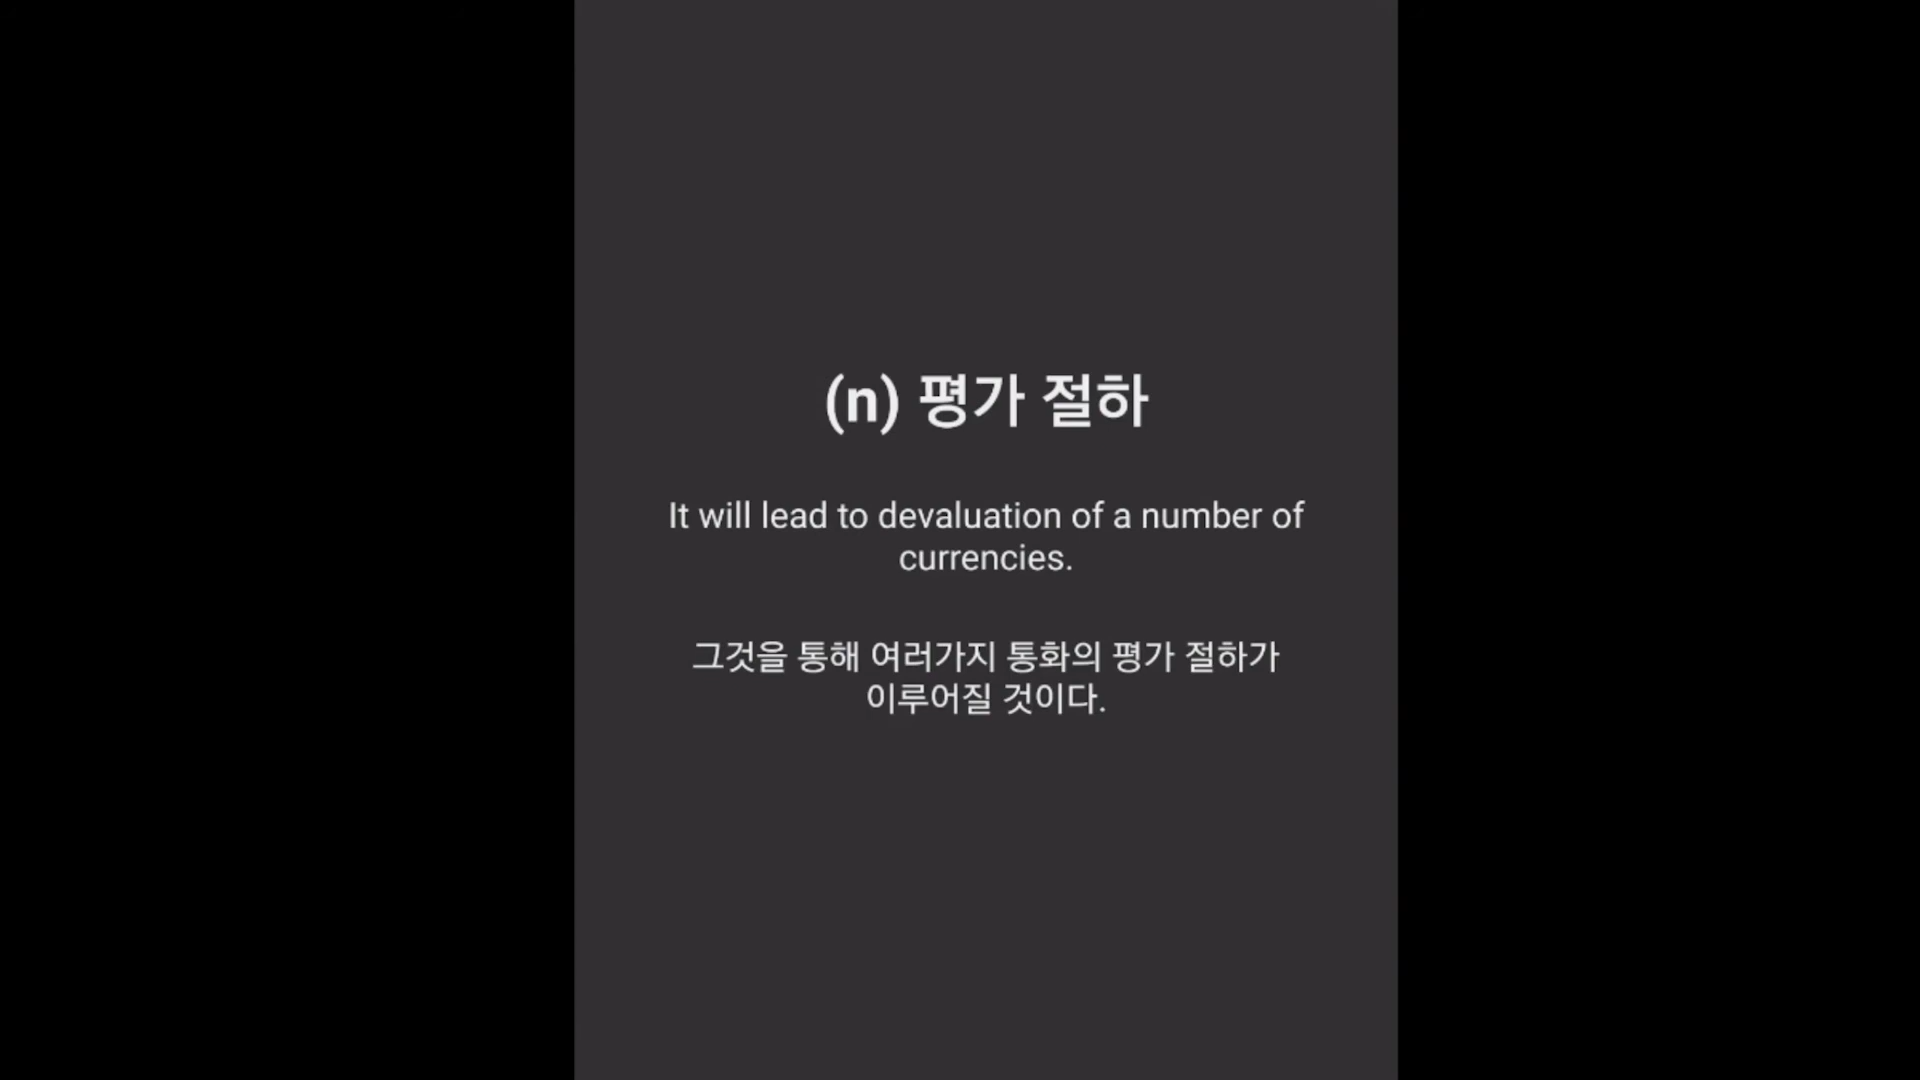 (n) 평가 절하
It will lead to devaluation of a number of
currencies.
그것을 통해 여러가지 통화의 평가 절하가
이루어질 것이다.